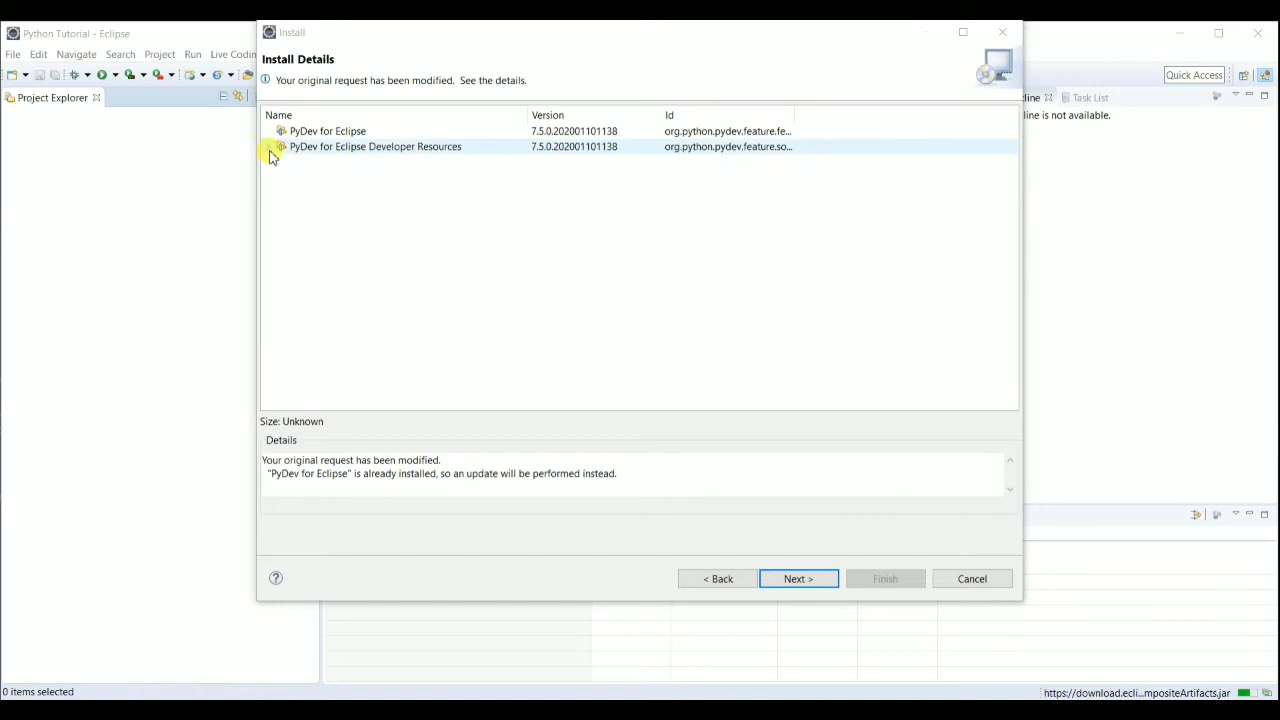 Python Tutorial - Eclipse
File Edit Navigate Search Project Run Live Codin
Quick Access
Project Explorer
line
Task List
line is not available.
Install
Install Details
Your original request has been modified.  See the details.
Name Version Id
PyDev for Eclipse 7.5.0.202001101138 org.python.pydev.feature.fe...
PyDev for Eclipse Developer Resources 7.5.0.202001101138 org.python.pydev.feature.so...
Size: Unknown
Details
Your original request has been modified.
"PyDev for Eclipse" is already installed, so an update will be performed instead.
? < Back Next > Finish Cancel
0 items selected
https://download.ecli...mpositeArtifacts.jar